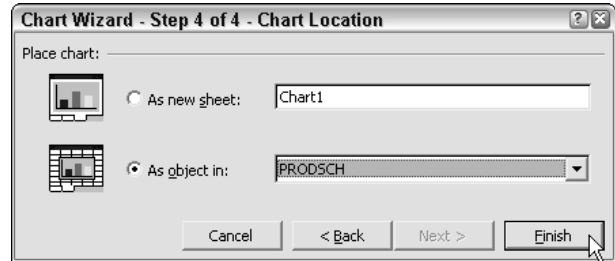 Chart Wizard - Step 4 of 4 - Chart Location
Place chart:
As new sheet: Chart1
As object in: PRODSCH
Cancel < Back Next > Finish